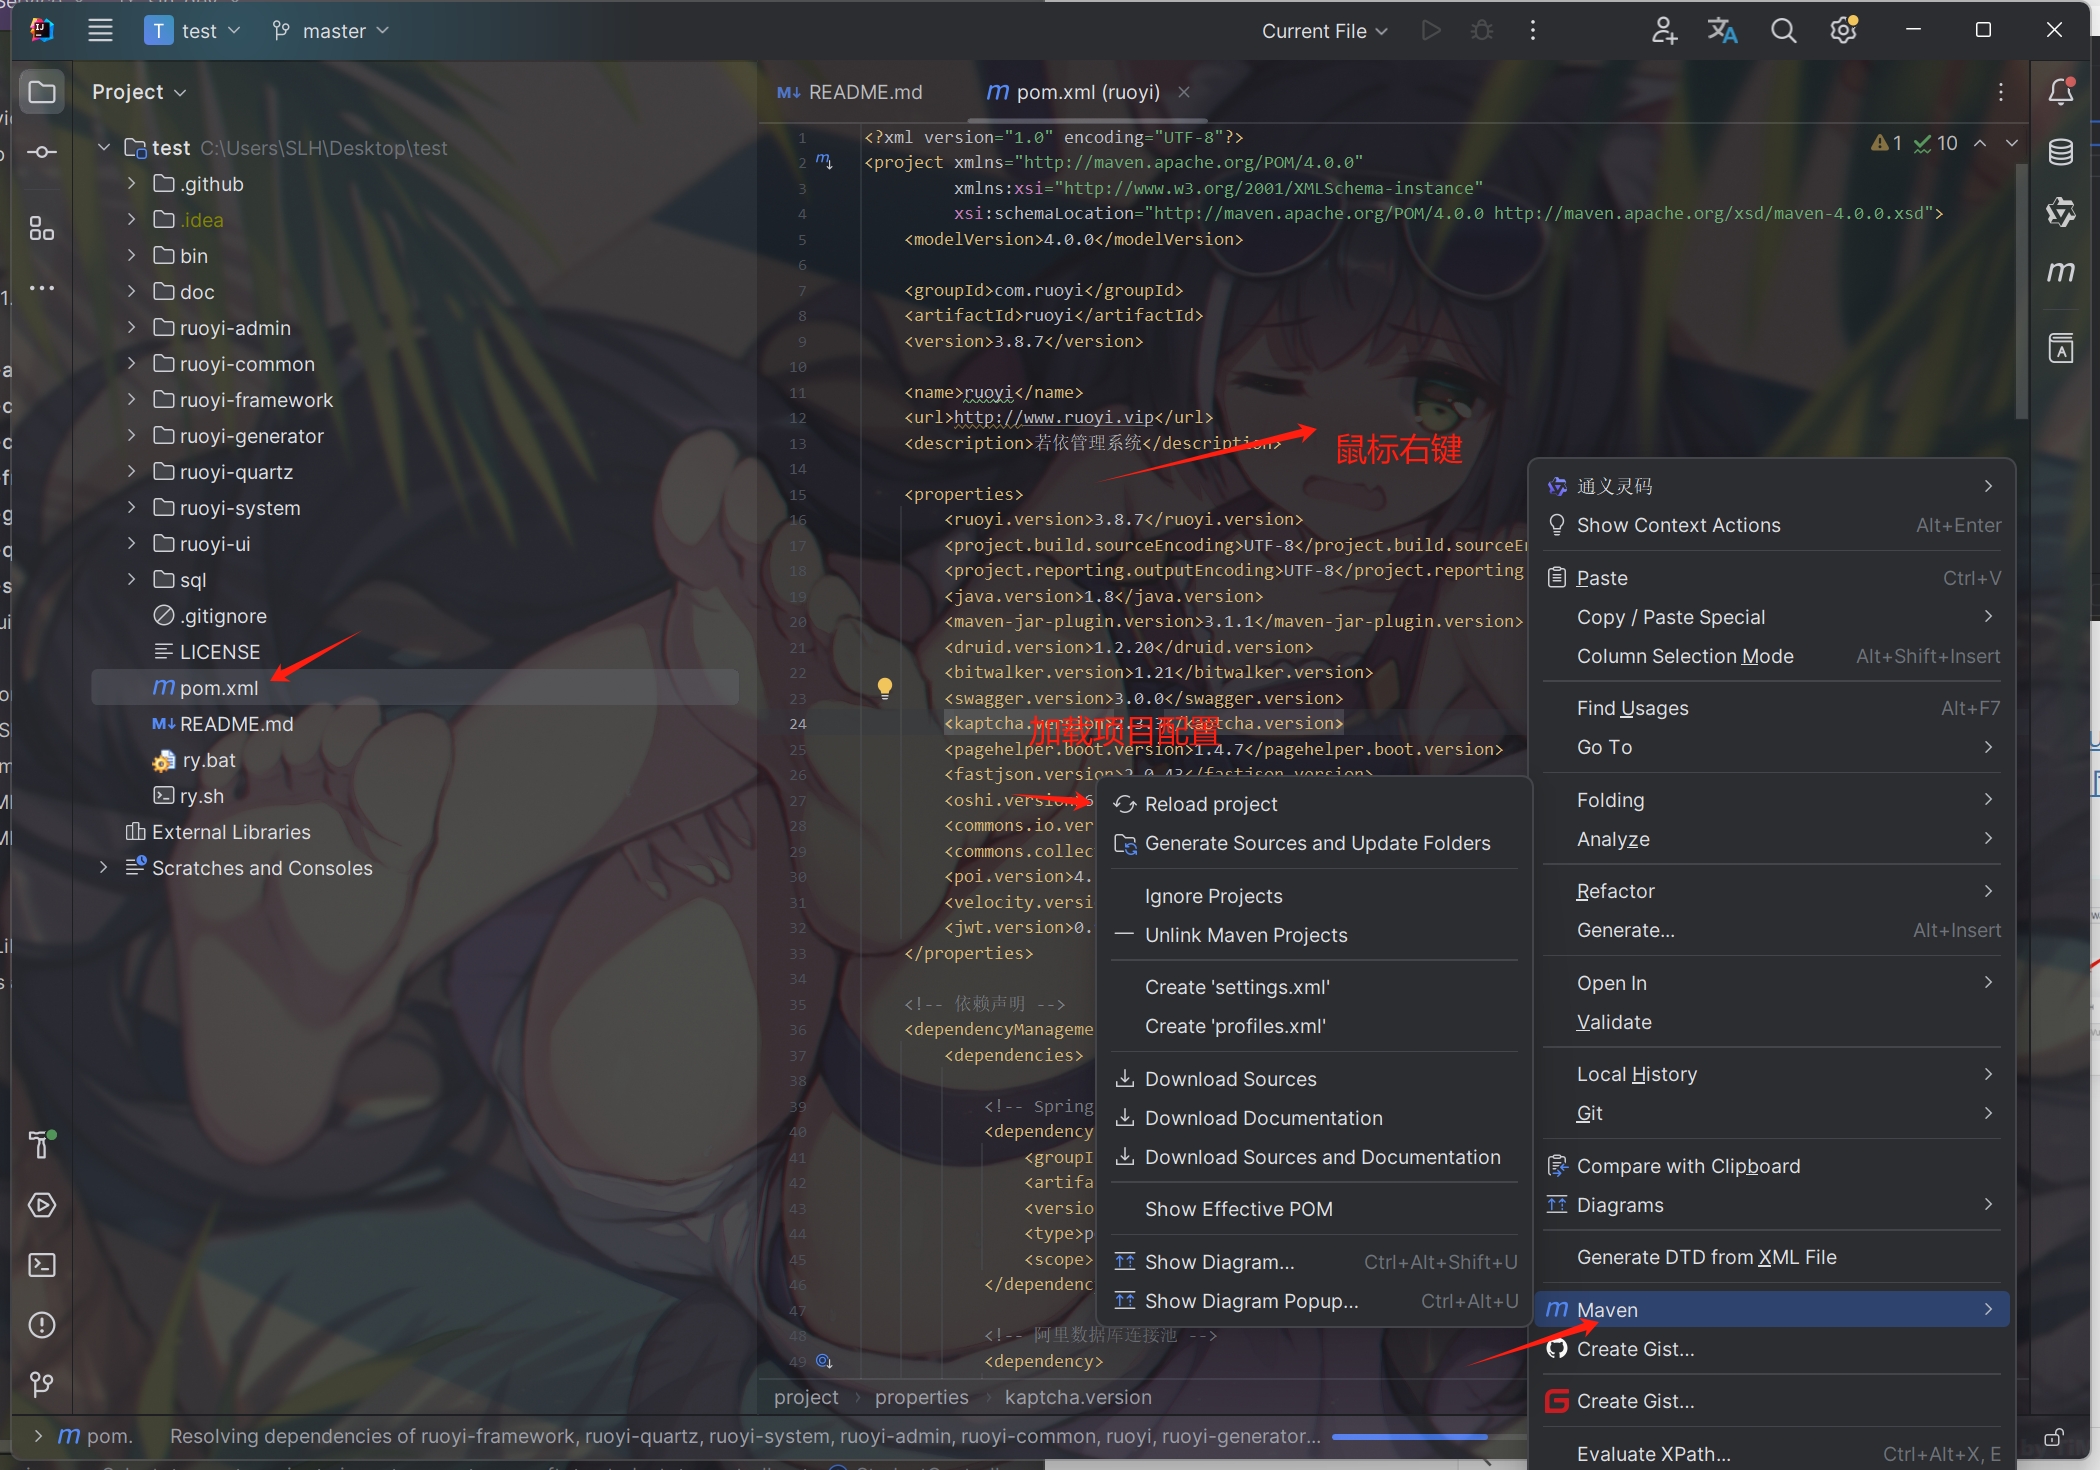 T test master
Current File
Project
README.md
m pom.xml (ruoyi)
test C:\Users\SLH\Desktop\test
.github
.idea
bin
doc
ruoyi-admin
ruoyi-common
ruoyi-framework
ruoyi-generator
ruoyi-quartz
ruoyi-system
ruoyi-ui
sql
.gitignore
LICENSE
m pom.xml
M↓ README.md
ry.bat
ry.sh
External Libraries
Scratches and Consoles
1 10
1 <?xml version="1.0" encoding="UTF-8"?>
2 <project xmlns="http://maven.apache.org/POM/4.0.0"
3 xmlns:xsi="http://www.w3.org/2001/XMLSchema-instance"
4 xsi:schemaLocation="http://maven.apache.org/POM/4.0.0 http://maven.apache.org/xsd/maven-4.0.0.xsd">
5 <modelVersion>4.0.0</modelVersion>
6
7 <groupId>com.ruoyi</groupId>
8 <artifactId>ruoyi</artifactId>
9 <version>3.8.7</version>
10
11 <name>ruoyi</name>
12 <url>http://www.ruoyi.vip</url>
13 <description>若依管理系统</description>
鼠标右键
14
15 <properties>
16 <ruoyi.version>3.8.7</ruoyi.version>
17 <project.build.sourceEncoding>UTF-8</project.build.sourceEn
18 <project.reporting.outputEncoding>UTF-8</project.reporting
19 <java.version>1.8</java.version>
20 <maven-jar-plugin.version>3.1.1</maven-jar-plugin.version>
21 <druid.version>1.2.20</druid.version>
22 <bitwalker.version>1.21</bitwalker.version>
23 <swagger.version>3.0.0</swagger.version>
24 <kaptcha.version>2.3.3</kaptcha.version>
加载项目配置
25 <pagehelper.boot.version>1.4.7</pagehelper.boot.version>
26 <fastjson.version>2.0.43</fastjson.version>
27 <oshi.version>6
28 <commons.io.ver
29 <commons.collec
30 <poi.version>4.
31 <velocity.versi
32 <jwt.version>0.
33 </properties>
34
35 <!-- 依赖声明 -->
36 <dependencyManageme
37 <dependencies>
38
39 <!-- Spring
40 <dependency
41 <groupI
42 <artifa
43 <versio
44 <type>p
45 <scope>
46 </dependenc
47
48 <!-- 阿里数据库连接池 -->
49 <dependency>
Reload project
Generate Sources and Update Folders
Ignore Projects
Unlink Maven Projects
Create 'settings.xml'
Create 'profiles.xml'
Download Sources
Download Documentation
Download Sources and Documentation
Show Effective POM
Show Diagram... Ctrl+Alt+Shift+U
Show Diagram Popup... Ctrl+Alt+U
通义灵码
Show Context Actions Alt+Enter
Paste Ctrl+V
Copy / Paste Special
Column Selection Mode Alt+Shift+Insert
Find Usages Alt+F7
Go To
Folding
Analyze
Refactor
Generate... Alt+Insert
Open In
Validate
Local History
Git
Compare with Clipboard
Diagrams
Generate DTD from XML File
m Maven
Create Gist...
Create Gist...
Evaluate XPath... Ctrl+Alt+X, E
project › properties › kaptcha.version
m pom. Resolving dependencies of ruoyi-framework, ruoyi-quartz, ruoyi-system, ruoyi-admin, ruoyi-common, ruoyi, ruoyi-generator...